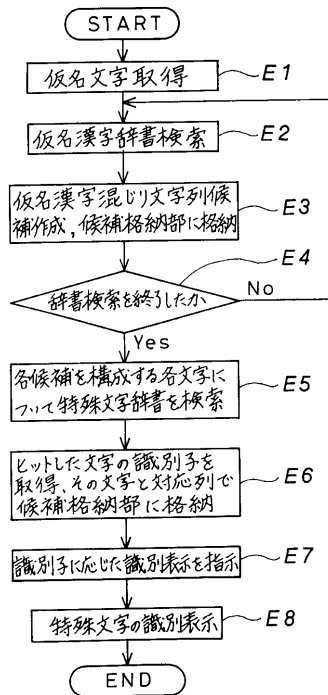 START
仮名文字取得
E1
仮名漢字辞書検索
E2
仮名漢字混じり文字列候
補作成,候補格納部に格納
E3
辞書検索を終了したか
E4
No
Yes
各候補を構成する各文字に
ついて特殊文字辞書を検索
E5
ヒットした文字の識別子を
取得、その文字と対応列で
候補格納部に格納
E6
識別子に応じた識別表示を指示
E7
特殊文字の識別表示
E8
END